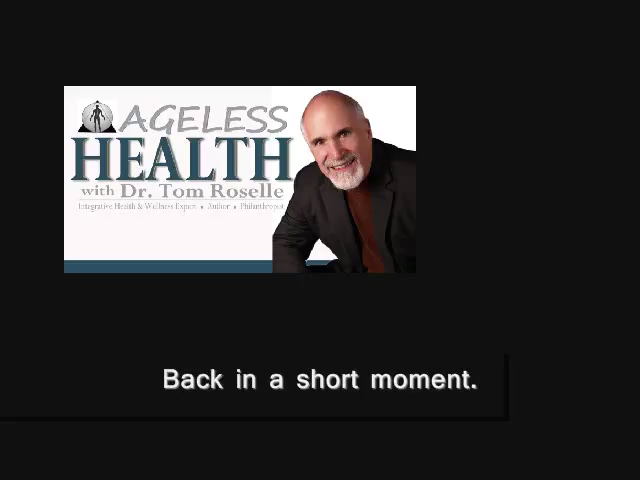 AGELESS
HEALTH
with Dr. Tom Roselle
Integrative Health & Wellness Expert • Author • Philanthropist
Back in a short moment.